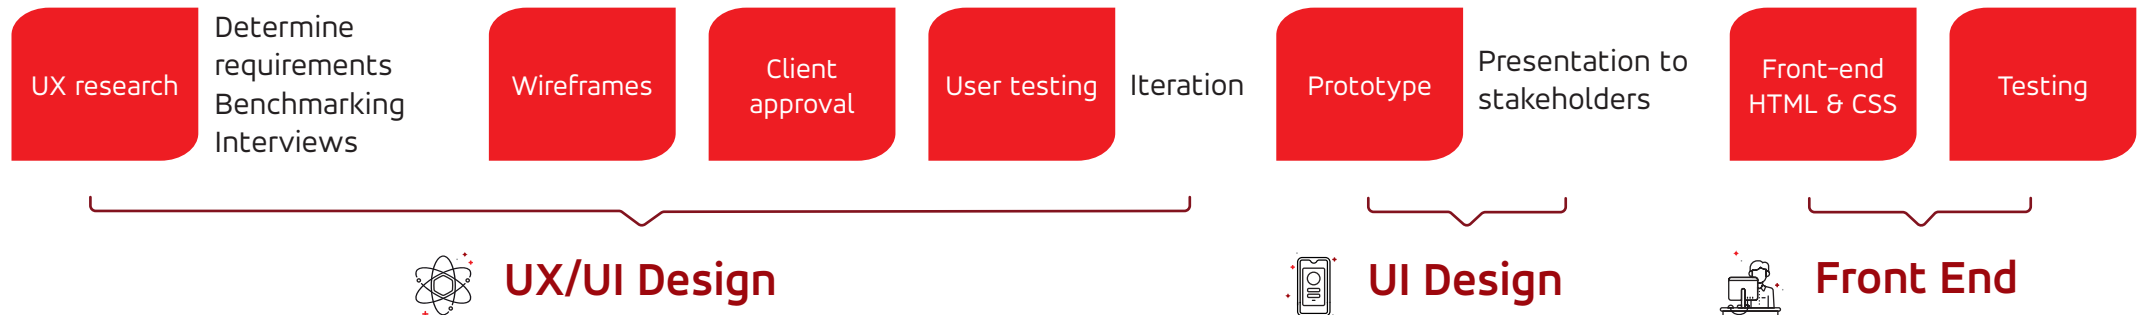 UX research
Determine
requirements
Benchmarking
Interviews
Wireframes
Client
approval
User testing
Iteration
Prototype
Presentation to
stakeholders
Front-end
HTML & CSS
Testing
UX/UI Design
UI Design
Front End